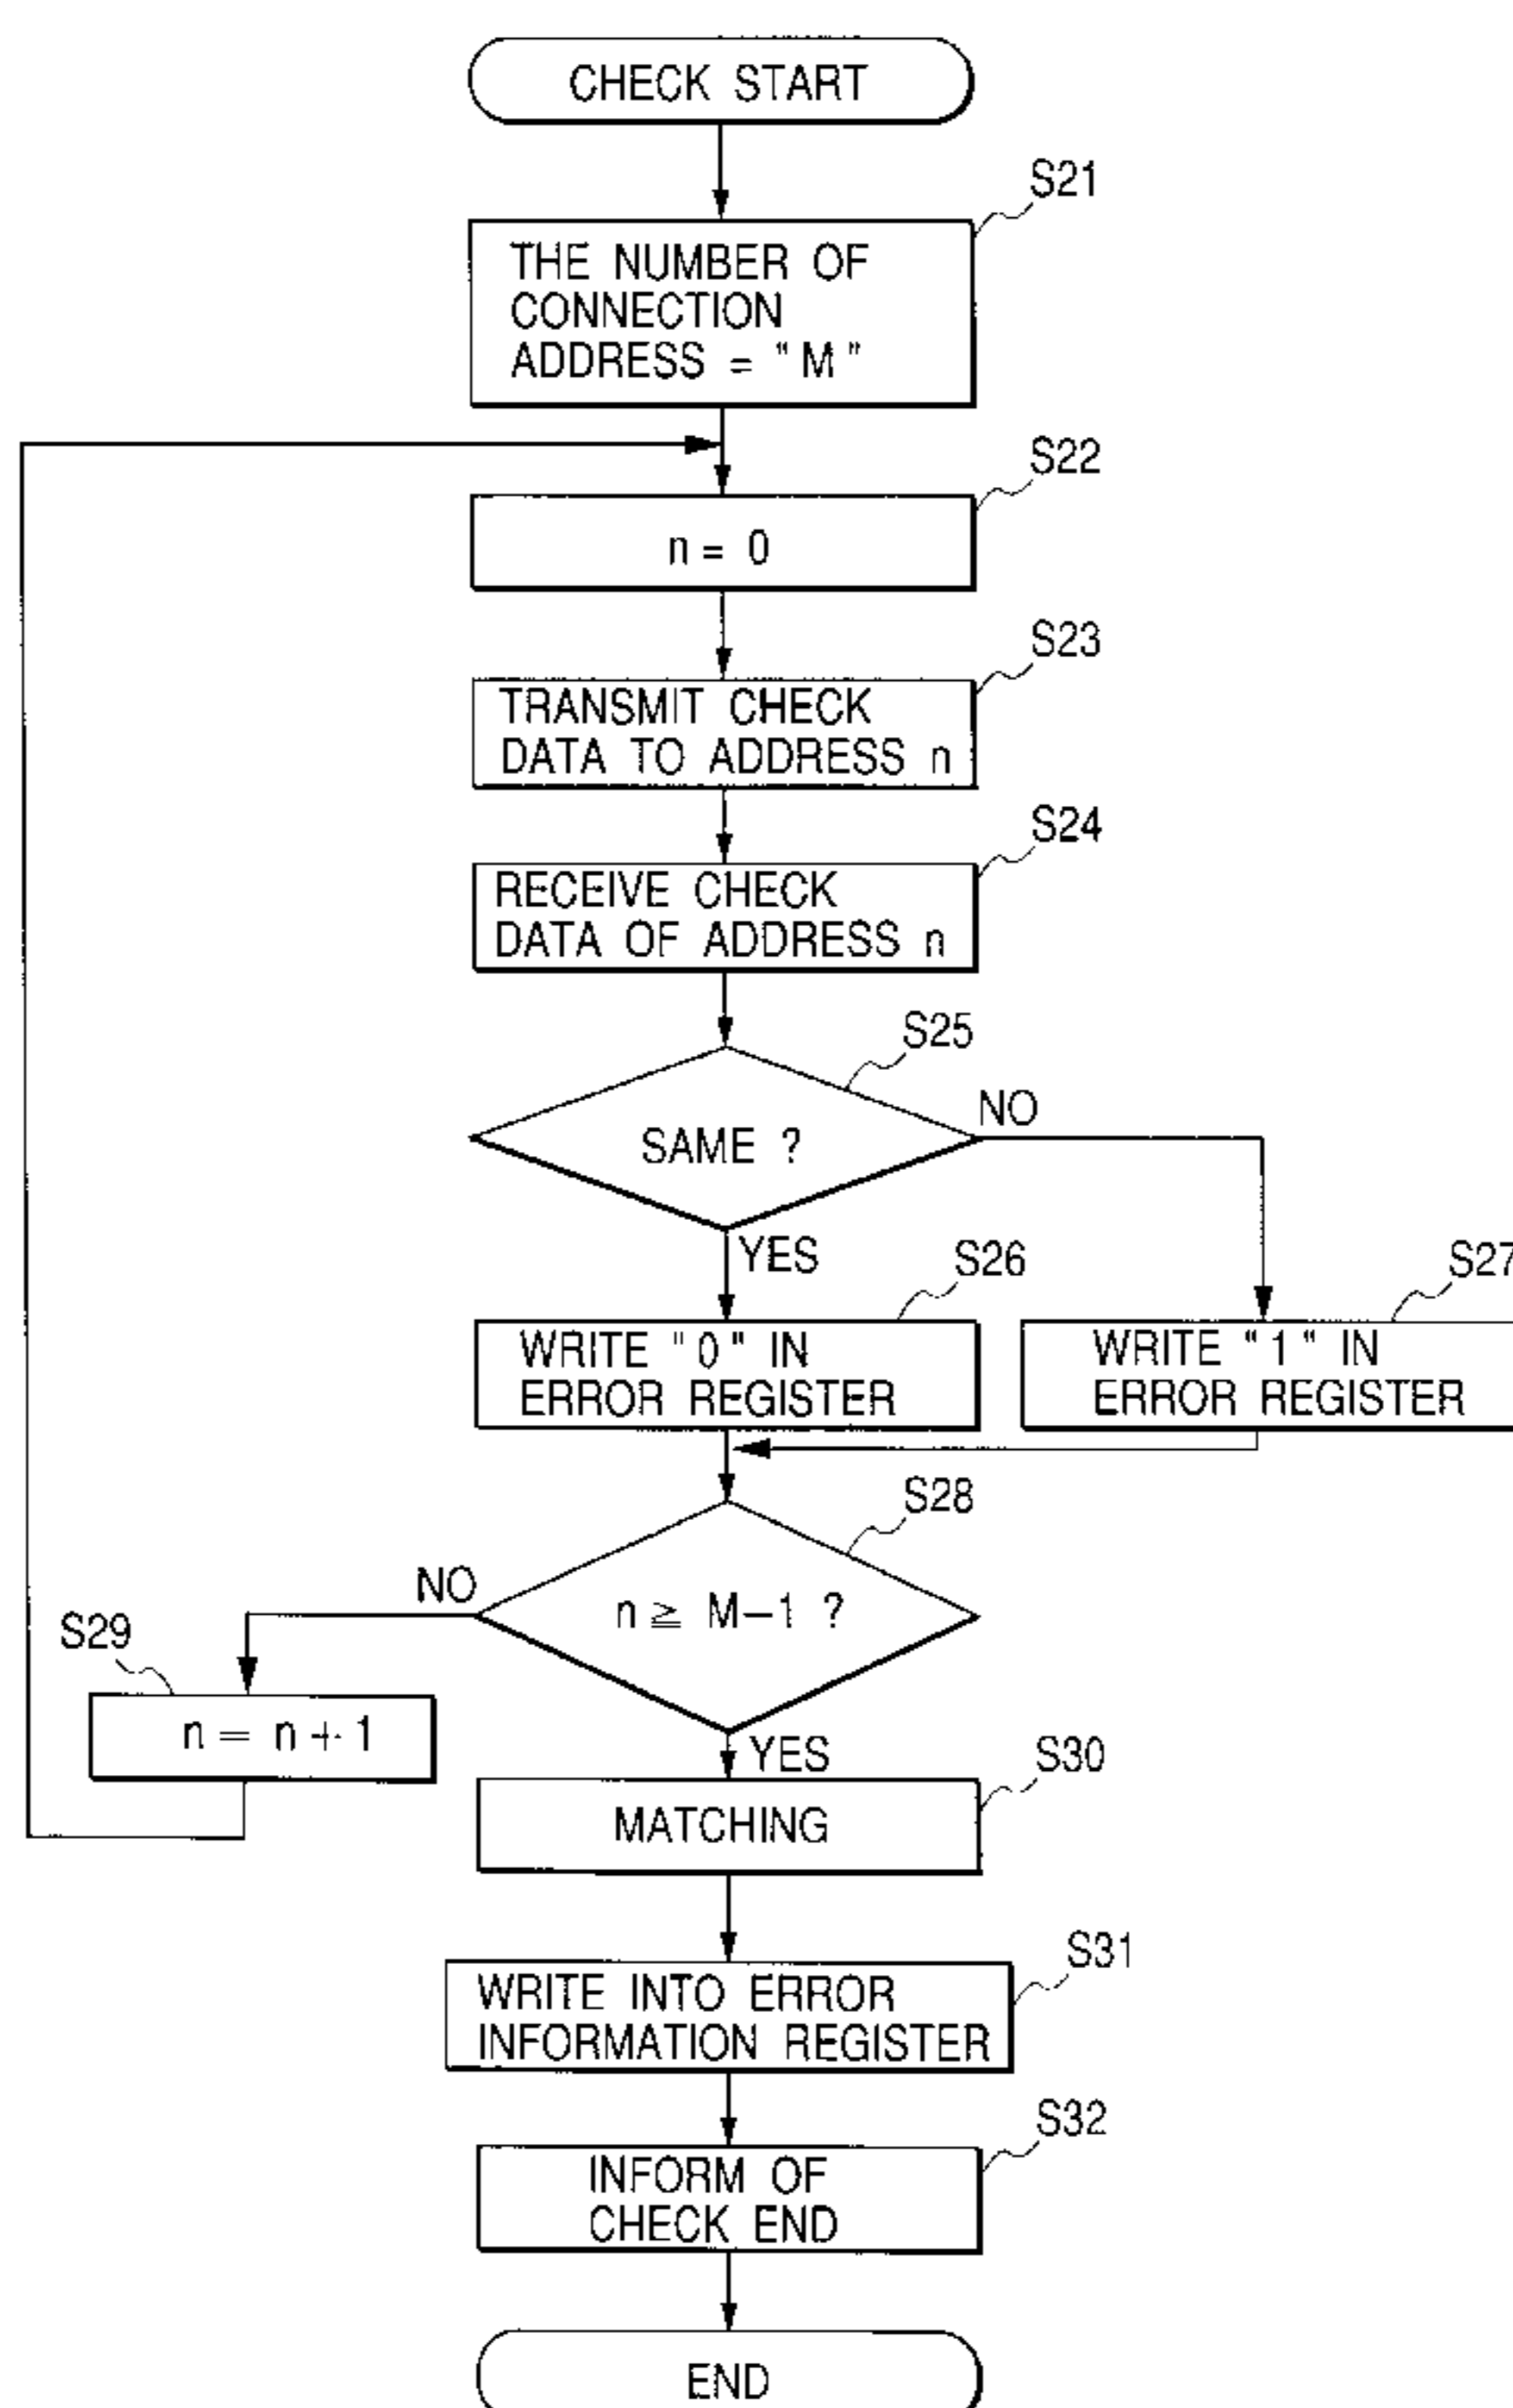 CHECK START
S21
THE NUMBER OF
CONNECTION
ADDRESS = "M"
S22
n = 0
S23
TRANSMIT CHECK
DATA TO ADDRESS n
S24
RECEIVE CHECK
DATA OF ADDRESS n
S25
SAME ?
NO
YES
S26
WRITE "0" IN
ERROR REGISTER
S27
WRITE "1" IN
ERROR REGISTER
S28
n ≧ M-1 ?
NO
S29
n = n + 1
YES
S30
MATCHING
S31
WRITE INTO ERROR
INFORMATION REGISTER
S32
INFORM OF
CHECK END
END